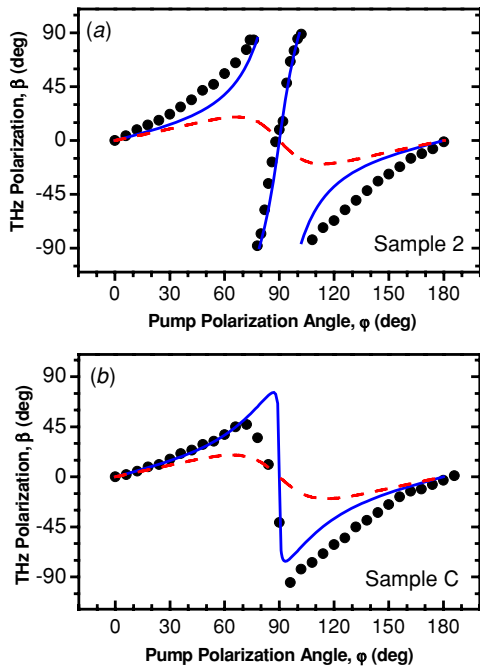 (a)
THz Polarization, β (deg)
90
45
0
-45
-90
Sample 2
0 30 60 90 120 150 180
Pump Polarization Angle, φ (deg)
(b)
THz Polarization, β (deg)
90
45
0
-45
-90
Sample C
0 30 60 90 120 150 180
Pump Polarization Angle, φ (deg)